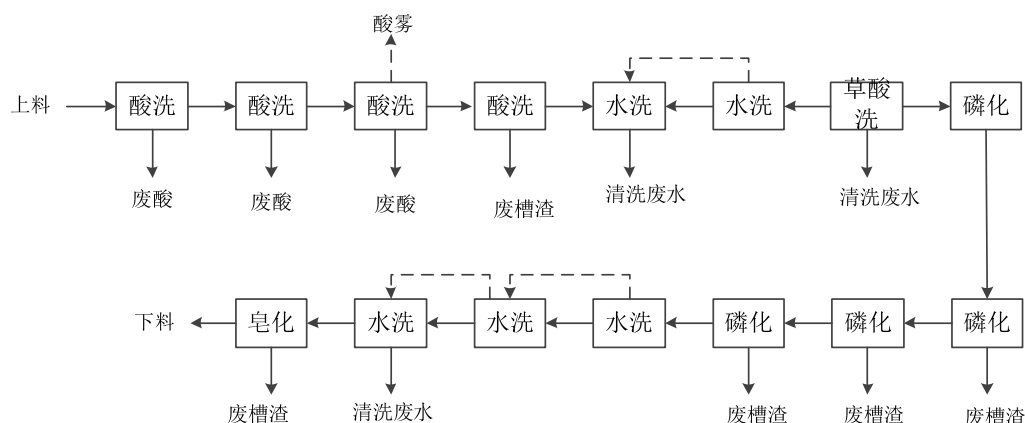 酸雾
上料
酸洗
酸洗
酸洗
酸洗
水洗
水洗
草酸
洗
磷化
废酸
废酸
废酸
废槽渣
清洗废水
清洗废水
下料
皂化
水洗
水洗
水洗
磷化
磷化
磷化
废槽渣
清洗废水
废槽渣
废槽渣
废槽渣